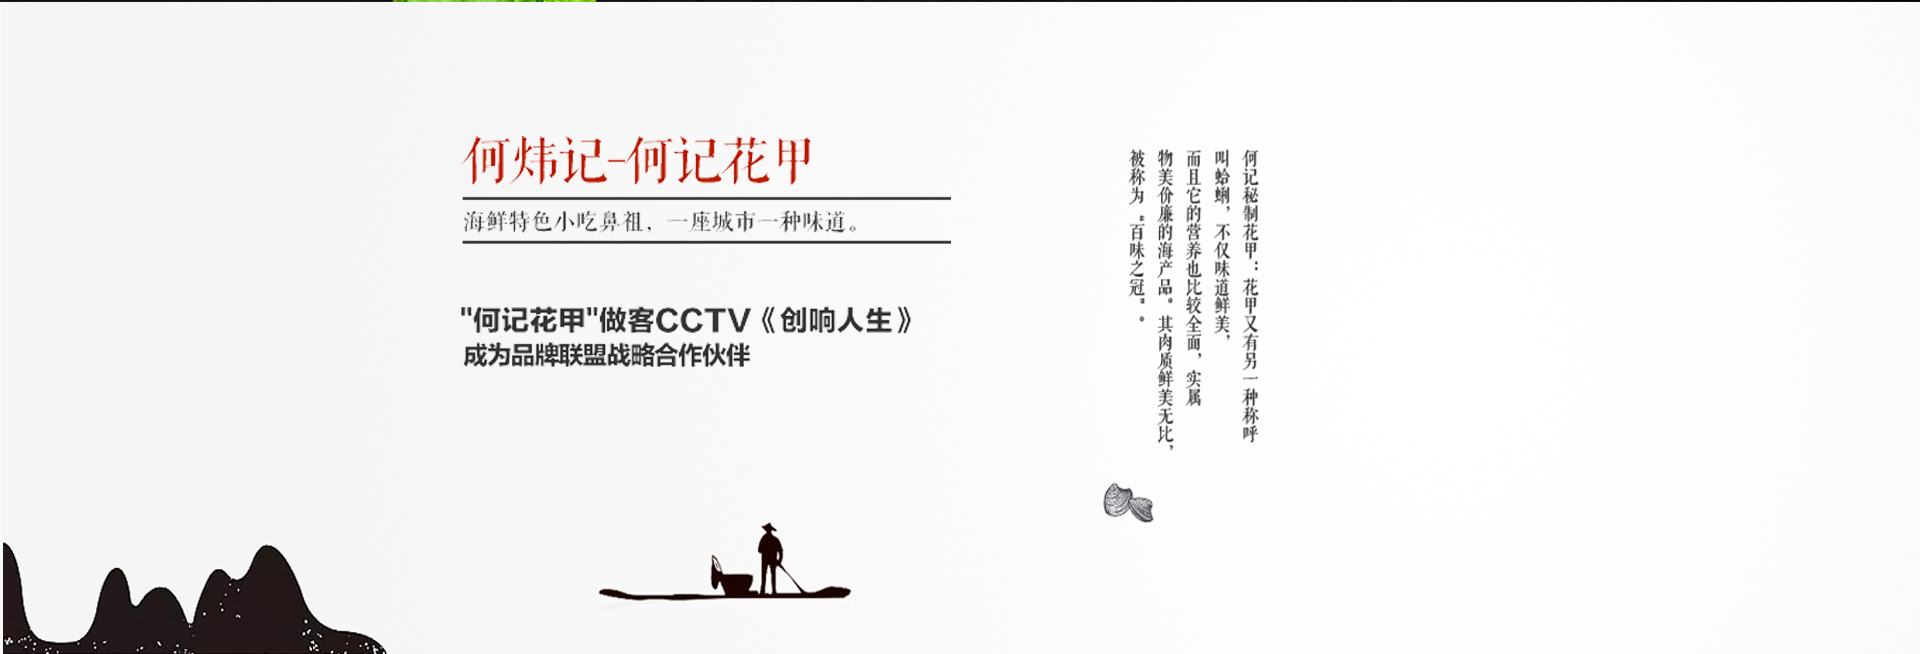 何炜记-何记花甲
海鲜特色小吃鼻祖，一座城市一种味道。
"何记花甲"做客CCTV《创响人生》
成为品牌联盟战略合作伙伴
何记秘制花甲：花甲又有另一种称呼
叫蛤蜊，不仅味道鲜美，
而且它的营养也比较全面，实属
物美价廉的海产品。其肉质鲜美无比，
被称为“百味之冠”。